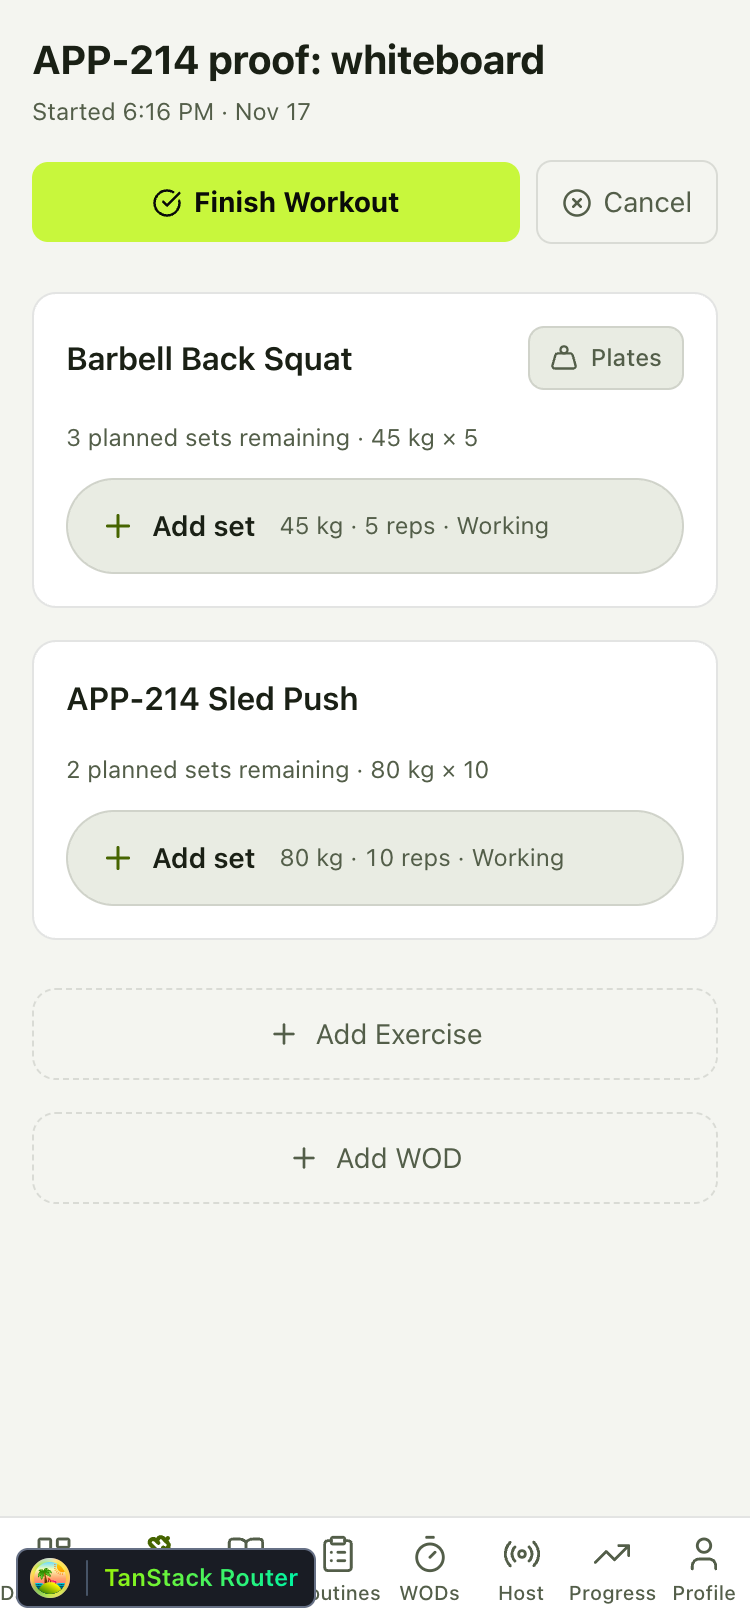 APP-214 proof: whiteboard
Started 6:16 PM · Nov 17
Finish Workout
Cancel
Barbell Back Squat
Plates
3 planned sets remaining · 45 kg × 5
Add set 45 kg · 5 reps · Working
APP-214 Sled Push
2 planned sets remaining · 80 kg × 10
Add set 80 kg · 10 reps · Working
Add Exercise
Add WOD
TanStack Router
WODs Host Progress Profile